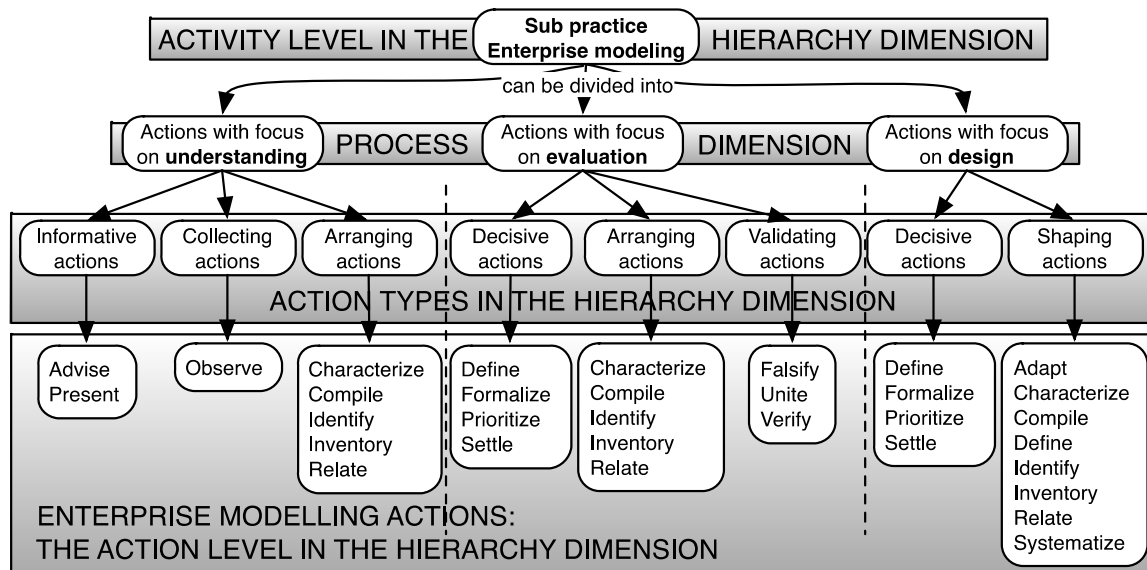 Sub practice
ACTIVITY LEVEL IN THE Enterprise modeling HIERARCHY DIMENSION
can be divided into
Actions with focus
on understanding
PROCESS
Actions with focus
on evaluation
DIMENSION
Actions with focus
on design
Informative
actions
Collecting
actions
Arranging
actions
Decisive
actions
Arranging
actions
Validating
actions
Decisive
actions
Shaping
actions
ACTION TYPES IN THE HIERARCHY DIMENSION
Advise
Present
Observe
Characterize
Compile
Identify
Inventory
Relate
Define
Formalize
Prioritize
Settle
Characterize
Compile
Identify
Inventory
Relate
Falsify
Unite
Verify
Define
Formalize
Prioritize
Settle
Adapt
Characterize
Compile
Define
Identify
Inventory
Relate
Systematize
ENTERPRISE MODELLING ACTIONS:
THE ACTION LEVEL IN THE HIERARCHY DIMENSION